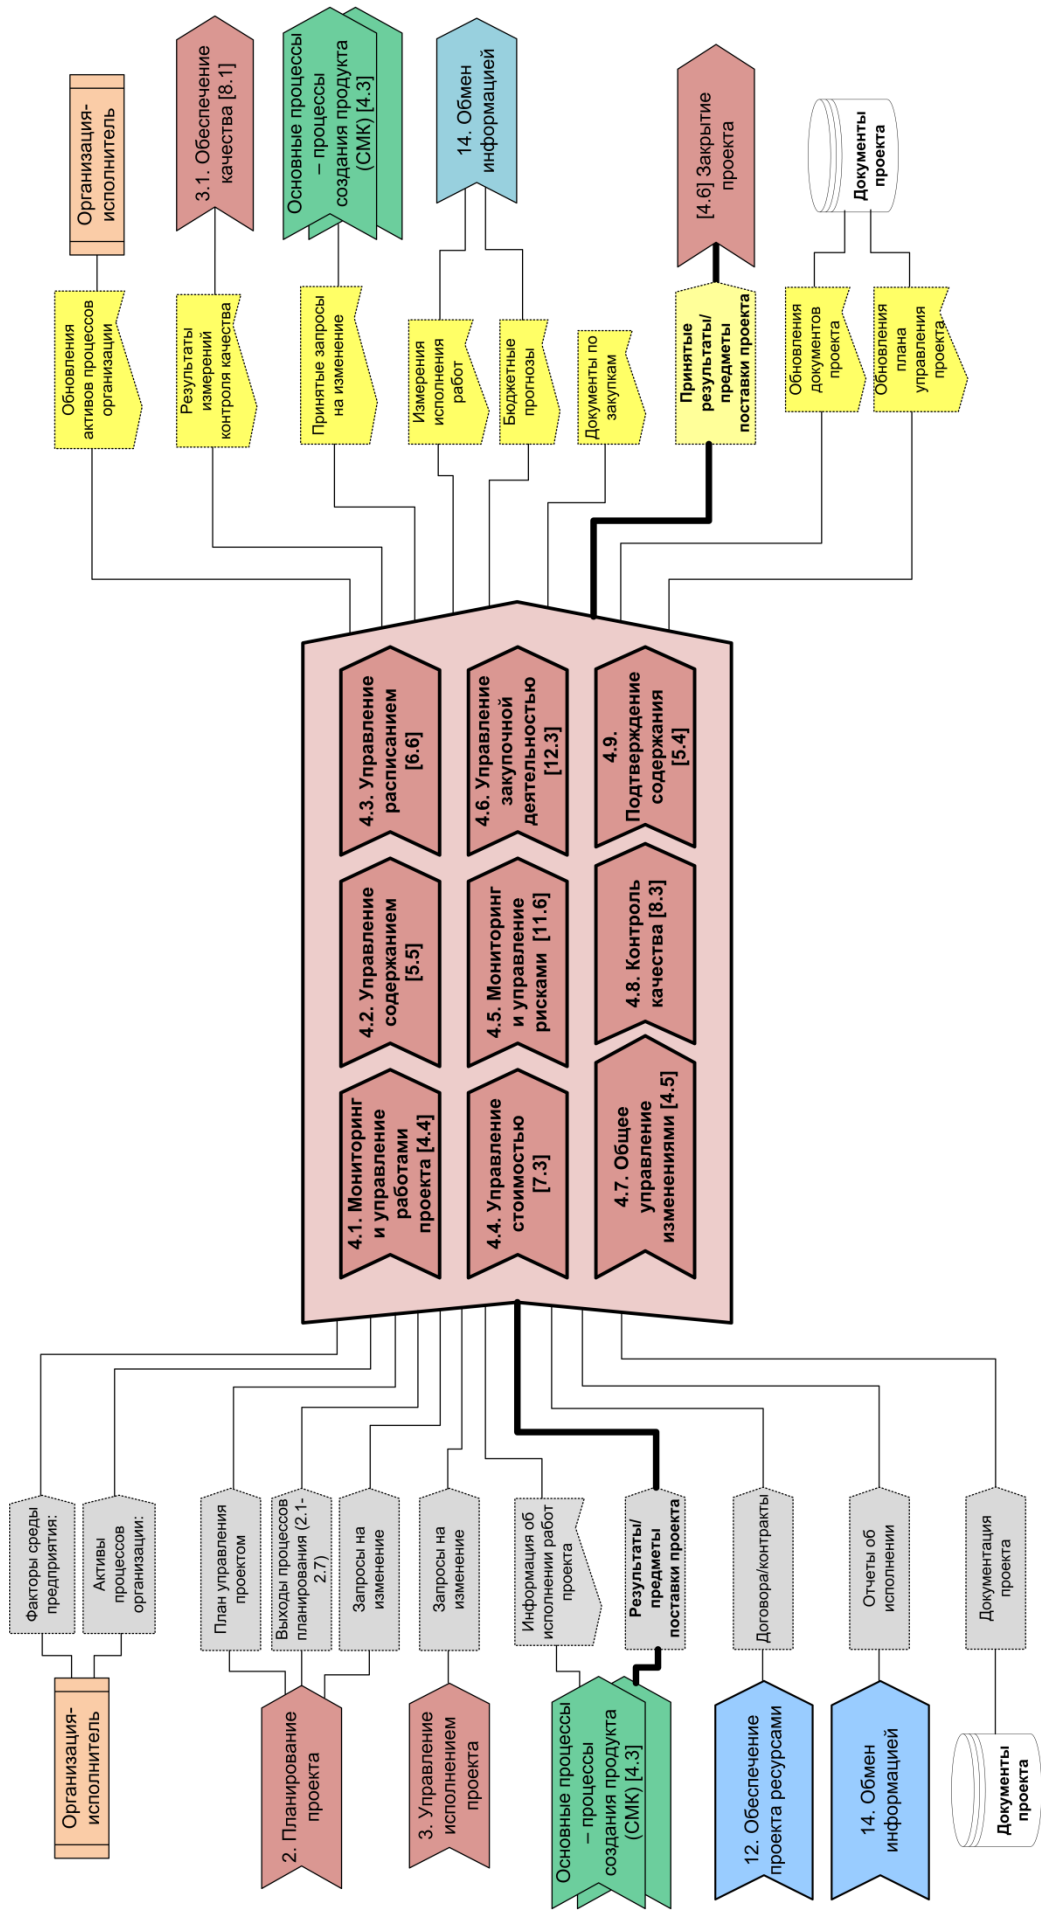 Организация-
исполнитель
Факторы среды
предприятия:
Активы
процессов
организации:
2. Планирование
проекта
План управления
проектом
Выходы процессов
планирования (2.1-
2.7)
Запросы на
изменение
3. Управление
исполнением
проекта
Запросы на
изменение
Основные процессы
– процессы
создания продукта
(СМК) [4.3]
Информация об
исполнении работ
проекта
Результаты/
предметы
поставки проекта
12. Обеспечение
проекта ресурсами
Договора/контракты
14. Обмен
информацией
Отчеты об
исполнении
Документы
проекта
Документация
проекта
4.1. Мониторинг
и управление
работами
проекта [4.4]
4.2. Управление
содержанием
[5.5]
4.3. Управление
расписанием
[6.6]
4.4. Управление
стоимостью
[7.3]
4.5. Мониторинг
и управление
рисками [11.6]
4.6. Управление
закупочной
деятельностью
[12.3]
4.7. Общее
управление
изменениями [4.5]
4.8. Контроль
качества [8.3]
4.9.
Подтверждение
содержания
[5.4]
Обновления
активов процессов
организации
Организация-
исполнитель
Результаты
измерений
контроля качества
3.1. Обеспечение
качества [8.1]
Принятые запросы
на изменение
Основные процессы
– процессы
создания продукта
(СМК) [4.3]
Измерения
исполнения
работ
Бюджетные
прогнозы
14. Обмен
информацией
Документы по
закупкам
Принятые
результаты/
предметы
поставки проекта
[4.6] Закрытие
проекта
Обновления
документов
проекта
Обновления
плана
управления
проекта
Документы
проекта